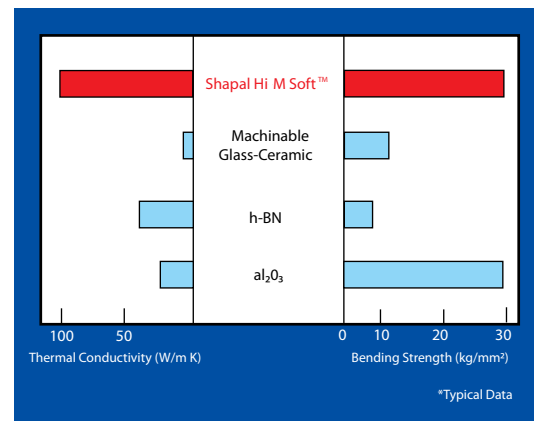 Shapal Hi M Soft™
Machinable
Glass-Ceramic
h-BN
al₂0₃
100 50 0 10 20 30
Thermal Conductivity (W/m K) Bending Strength (kg/mm²)
*Typical Data